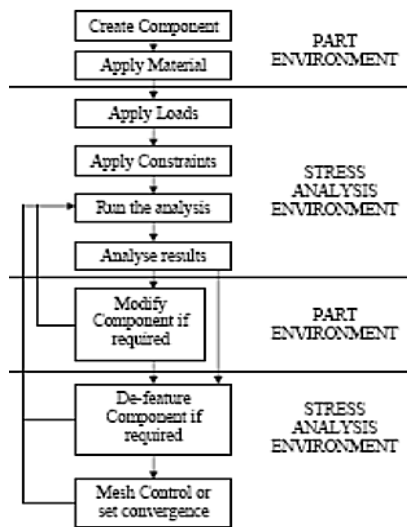 Create Component
Apply Material
PART
ENVIRONMENT
Apply Loads
Apply Constraints
Run the analysis
Analyse results
STRESS
ANALYSIS
ENVIRONMENT
Modify
Component if
required
PART
ENVIRONMENT
De-feature
Component if
required
Mesh Control or
set convergence
STRESS
ANALYSIS
ENVIRONMENT